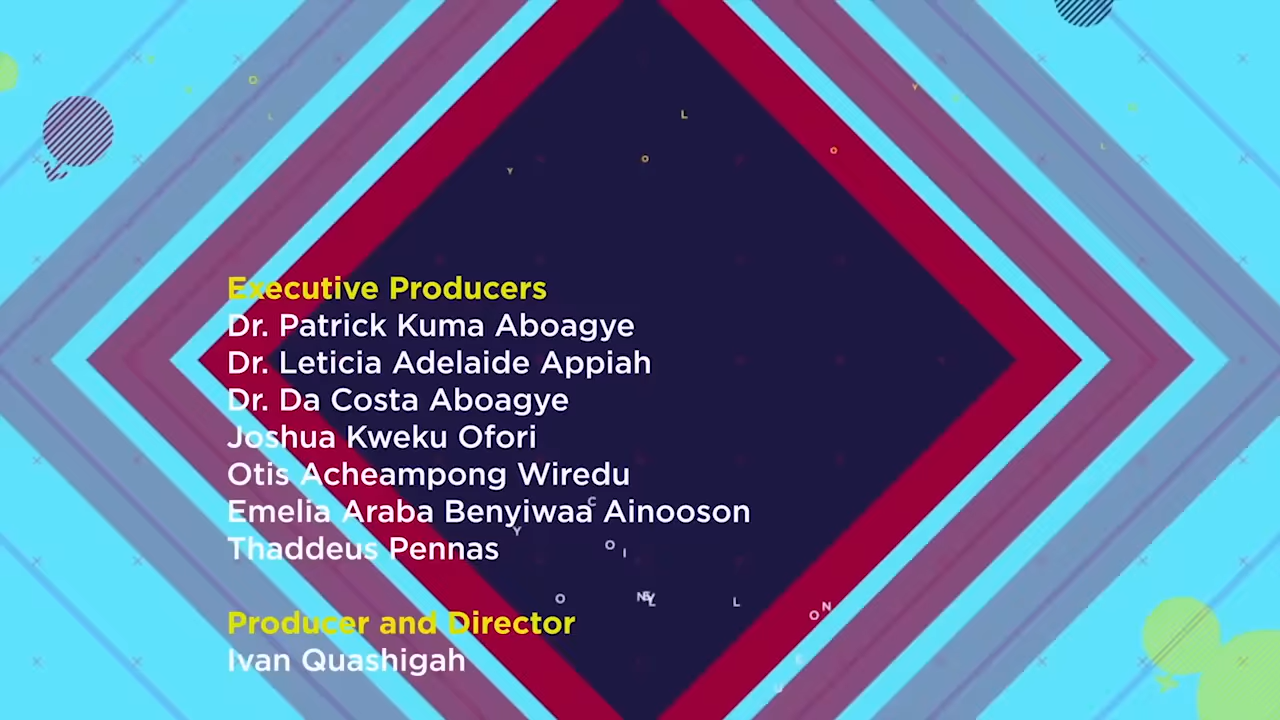 Executive Producers
Dr. Patrick Kuma Aboagye
Dr. Leticia Adelaide Appiah
Dr. Da Costa Aboagye
Joshua Kweku Ofori
Otis Acheampong Wiredu
Emelia Araba Benyiwaa Ainooson
Thaddeus Pennas
Producer and Director
Ivan Quashigah